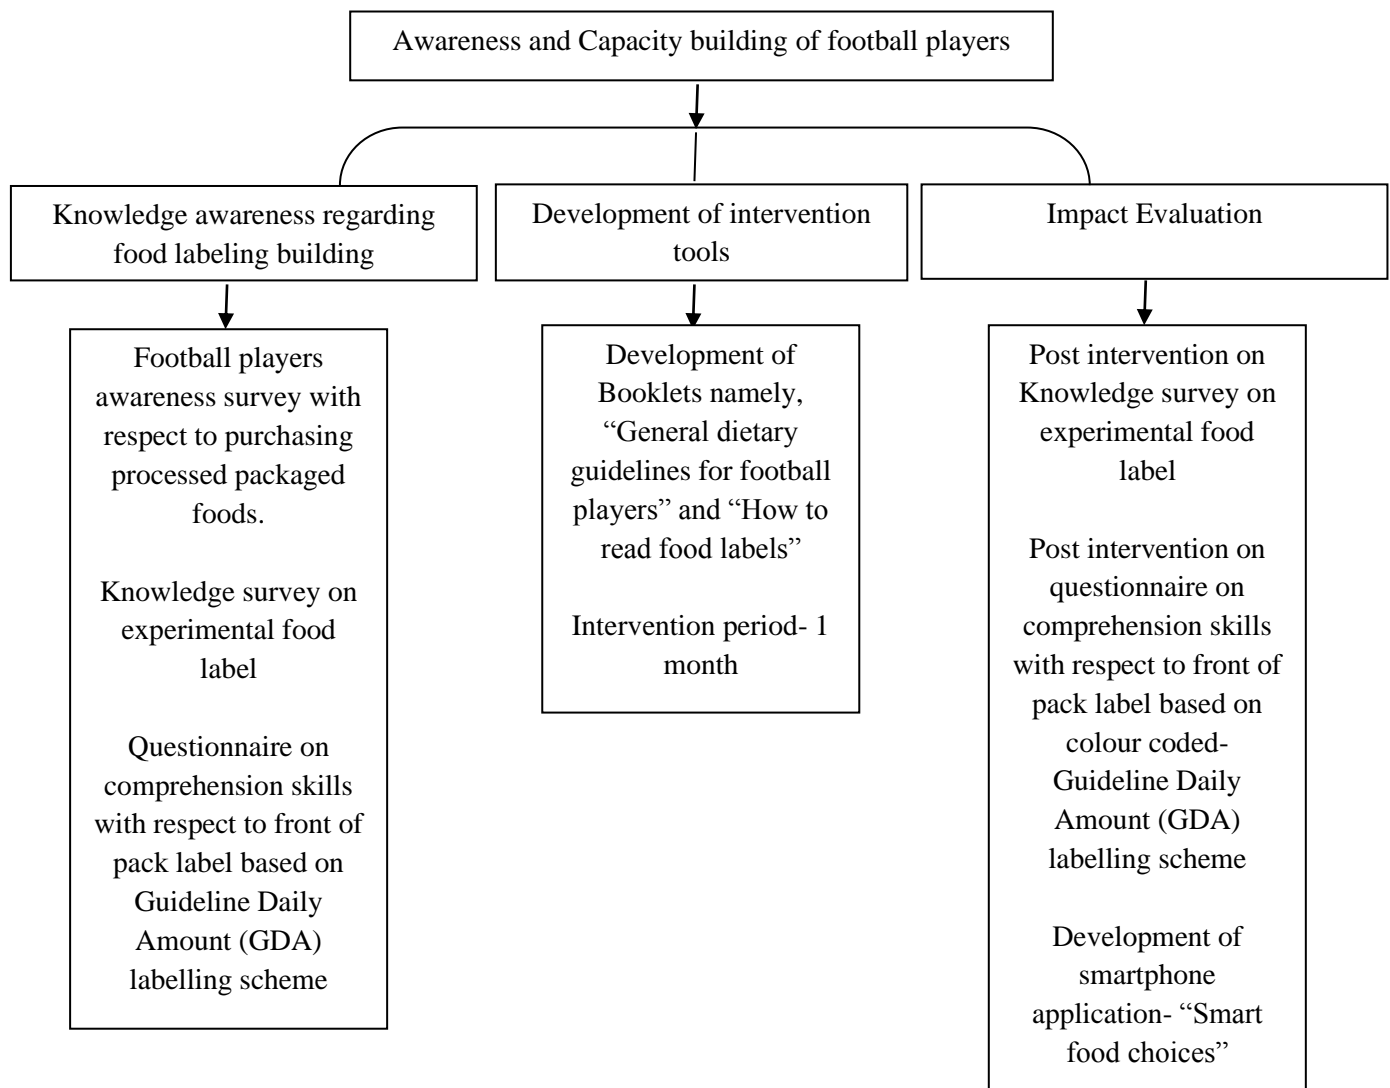 Awareness and Capacity building of football players
Knowledge awareness regarding
food labeling building
Development of intervention
tools
Impact Evaluation
Football players
awareness survey with
respect to purchasing
processed packaged
foods.
Knowledge survey on
experimental food
label
Questionnaire on
comprehension skills
with respect to front of
pack label based on
Guideline Daily
Amount (GDA)
labelling scheme
Development of
Booklets namely,
“General dietary
guidelines for football
players” and “How to
read food labels”
Intervention period- 1
month
Post intervention on
Knowledge survey on
experimental food
label
Post intervention on
questionnaire on
comprehension skills
with respect to front of
pack label based on
colour coded-
Guideline Daily
Amount (GDA)
labelling scheme
Development of
smartphone
application- “Smart
food choices”